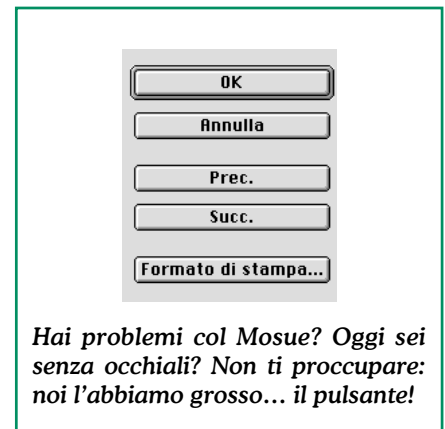 OK
Annulla
Prec.
Succ.
Formato di stampa...
Hai problemi col Mosue? Oggi sei
senza occhiali? Non ti proccupare:
noi l'abbiamo grosso… il pulsante!